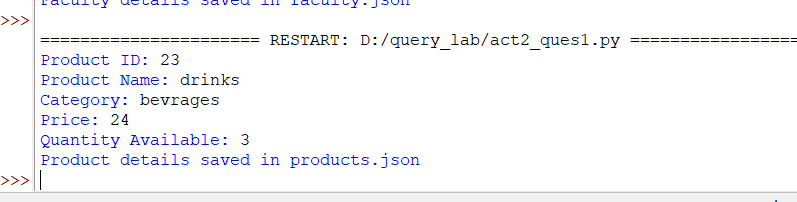 Faculty details saved in faculty.json
>>>
====================== RESTART: D:/query_lab/act2_ques1.py =================
Product ID: 23
Product Name: drinks
Category: bevrages
Price: 24
Quantity Available: 3
Product details saved in products.json
>>>